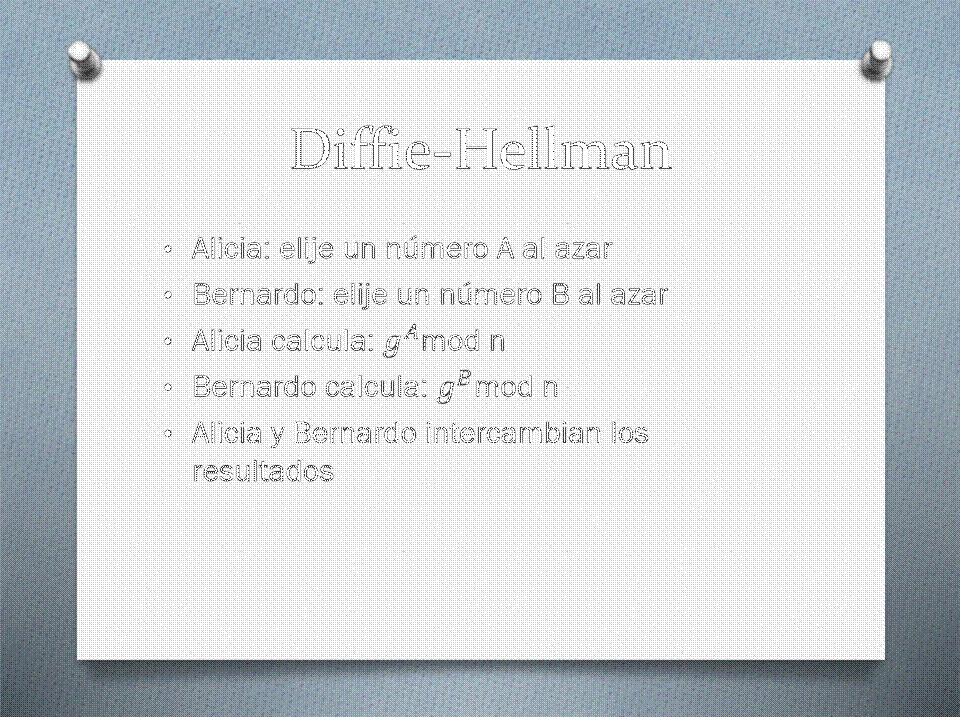 Diffie-Hellman
• Alicia: elije un número A al azar
• Bernardo: elije un número B al azar
• Alicia calcula: g^A mod n
• Bernardo calcula: g^B mod n
• Alicia y Bernardo intercambian los
resultados